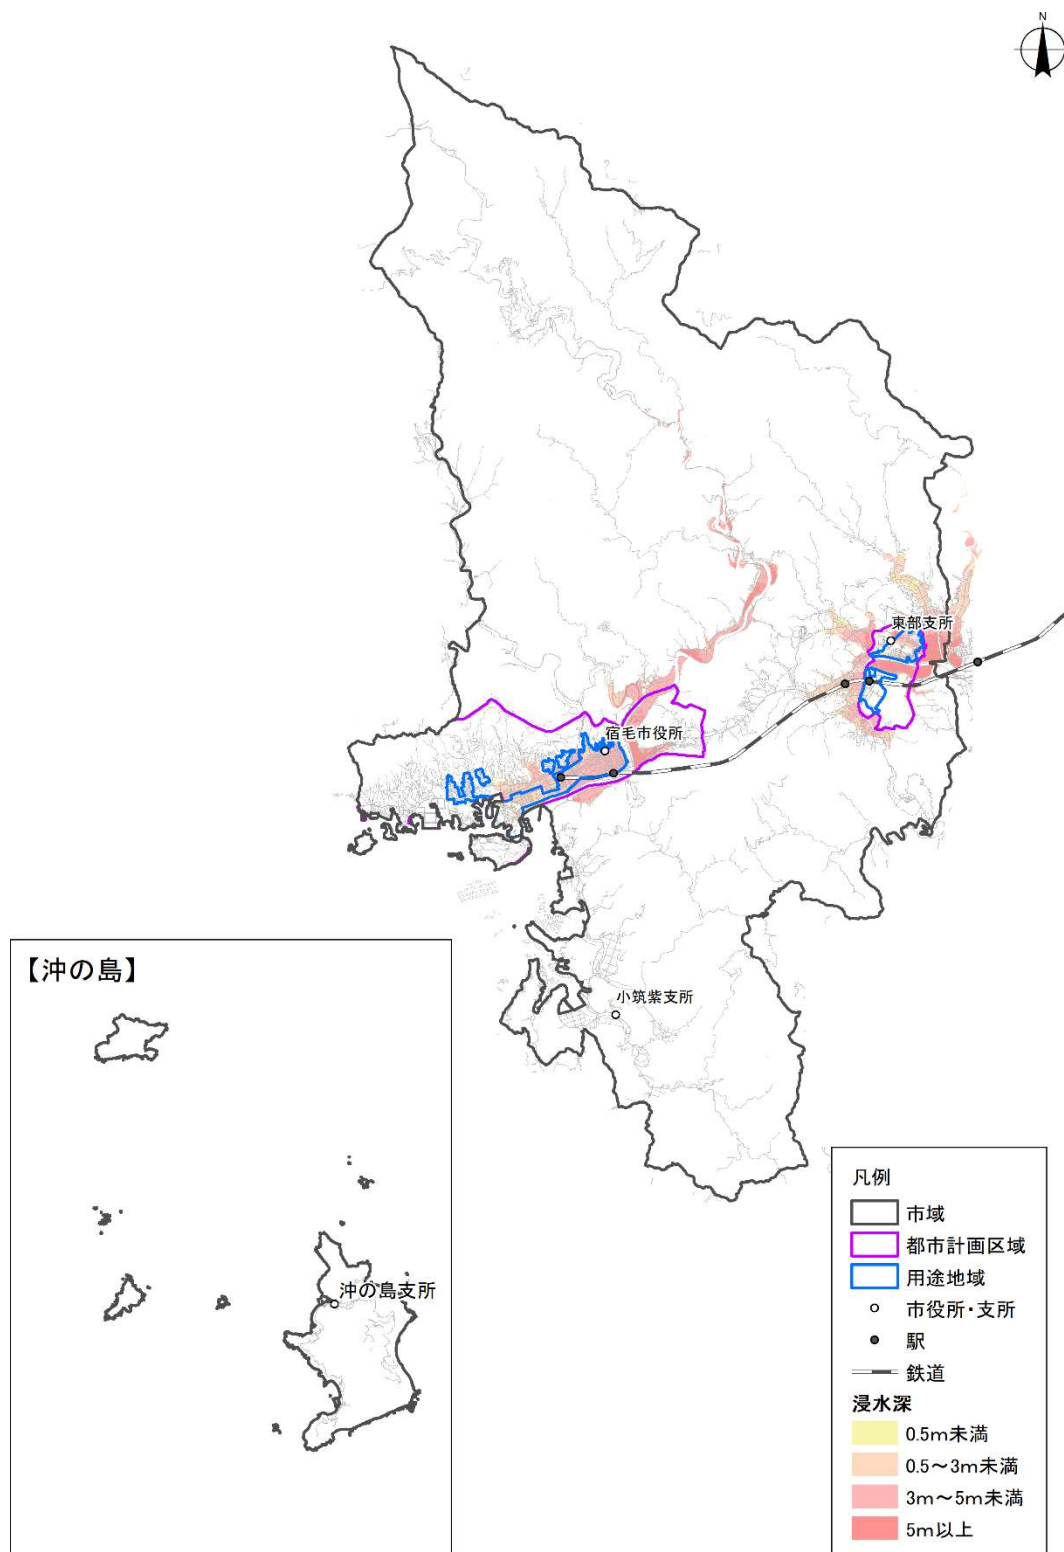 N
東部支所
宿毛市役所
小筑紫支所
【沖の島】
沖の島支所
凡例
市域
都市計画区域
用途地域
市役所・支所
駅
鉄道
浸水深
0.5m未満
0.5～3m未満
3m～5m未満
5m以上